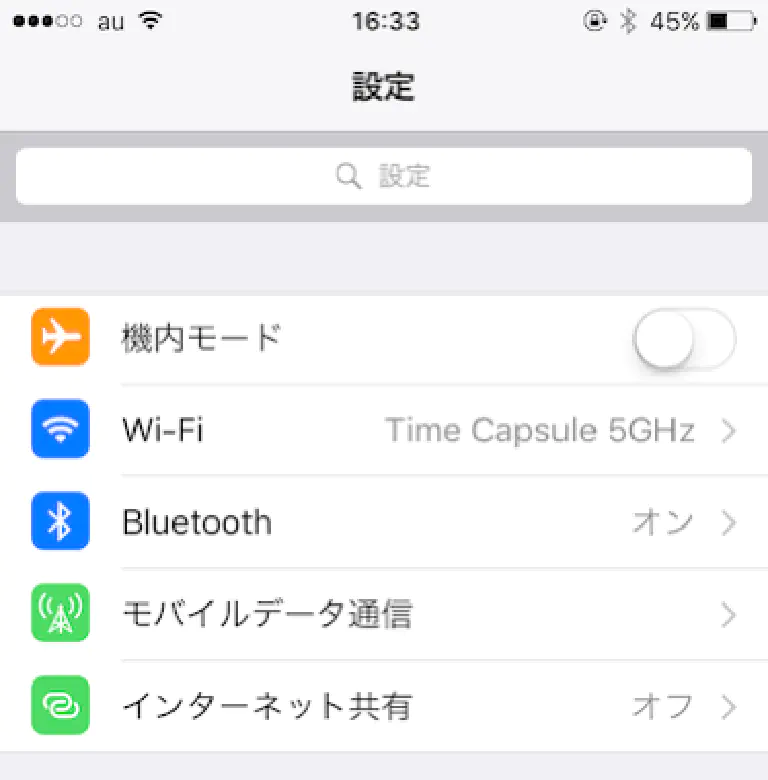 au 16:33 45%
設定
設定
機内モード
Wi-Fi Time Capsule 5GHz
Bluetooth オン
モバイルデータ通信
インターネット共有 オフ